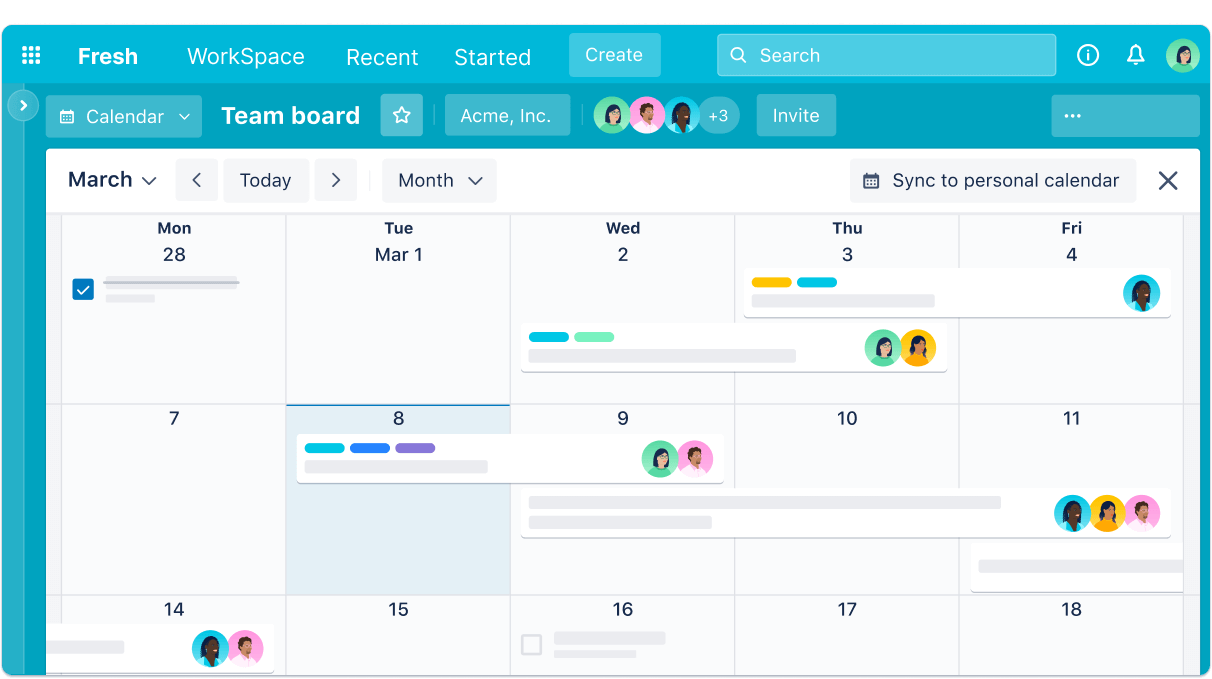 Fresh WorkSpace Recent Started Create Search
Calendar Team board Acme, Inc. +3 Invite
March Today Month Sync to personal calendar
Mon Tue Wed Thu Fri
28 Mar 1 2 3 4
7 8 9 10 11
14 15 16 17 18